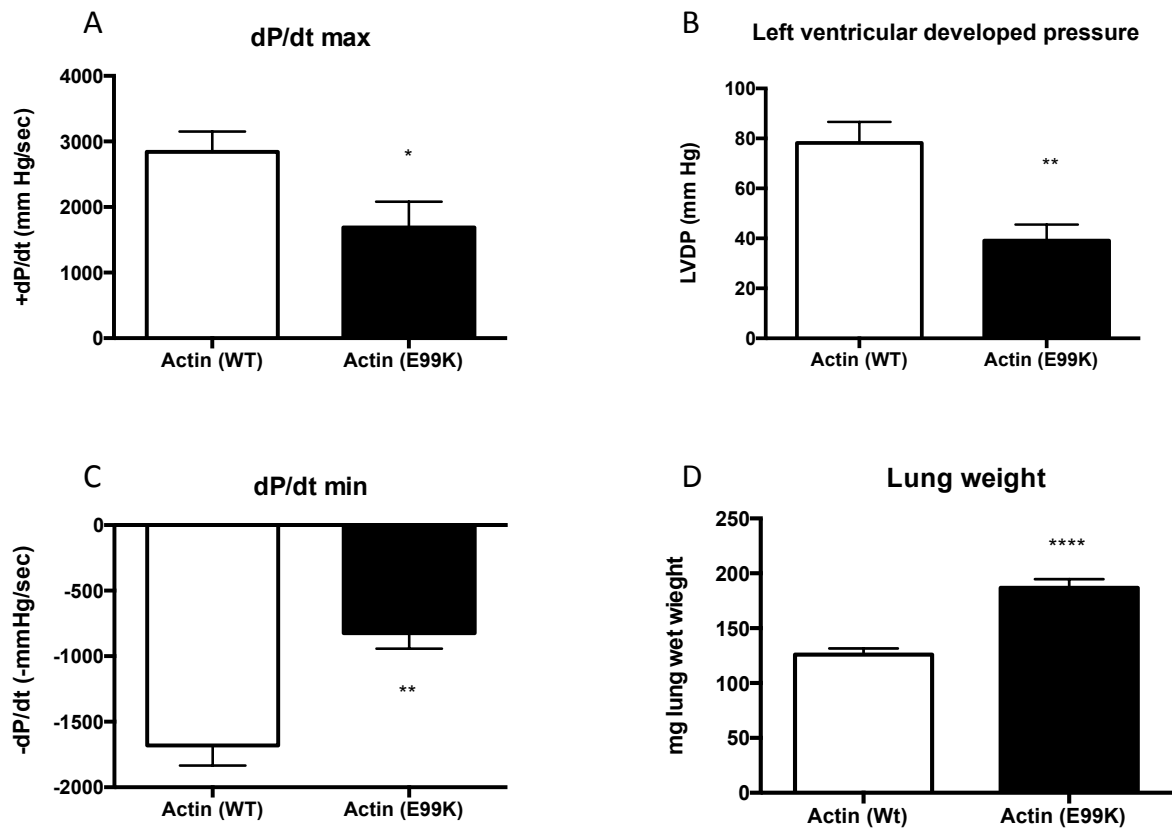 A
dP/dt max
+dP/dt (mm Hg/sec)
4000
3000
2000
1000
0
*
Actin (WT)
Actin (E99K)
B
Left ventricular developed pressure
LVDP (mm Hg)
100
80
60
40
20
0
**
Actin (WT)
Actin (E99K)
C
dP/dt min
-dP/dt (-mmHg/sec)
0
-500
-1000
-1500
-2000
**
Actin (WT)
Actin (E99K)
D
Lung weight
mg lung wet wieght
250
200
150
100
50
0
****
Actin (Wt)
Actin (E99K)